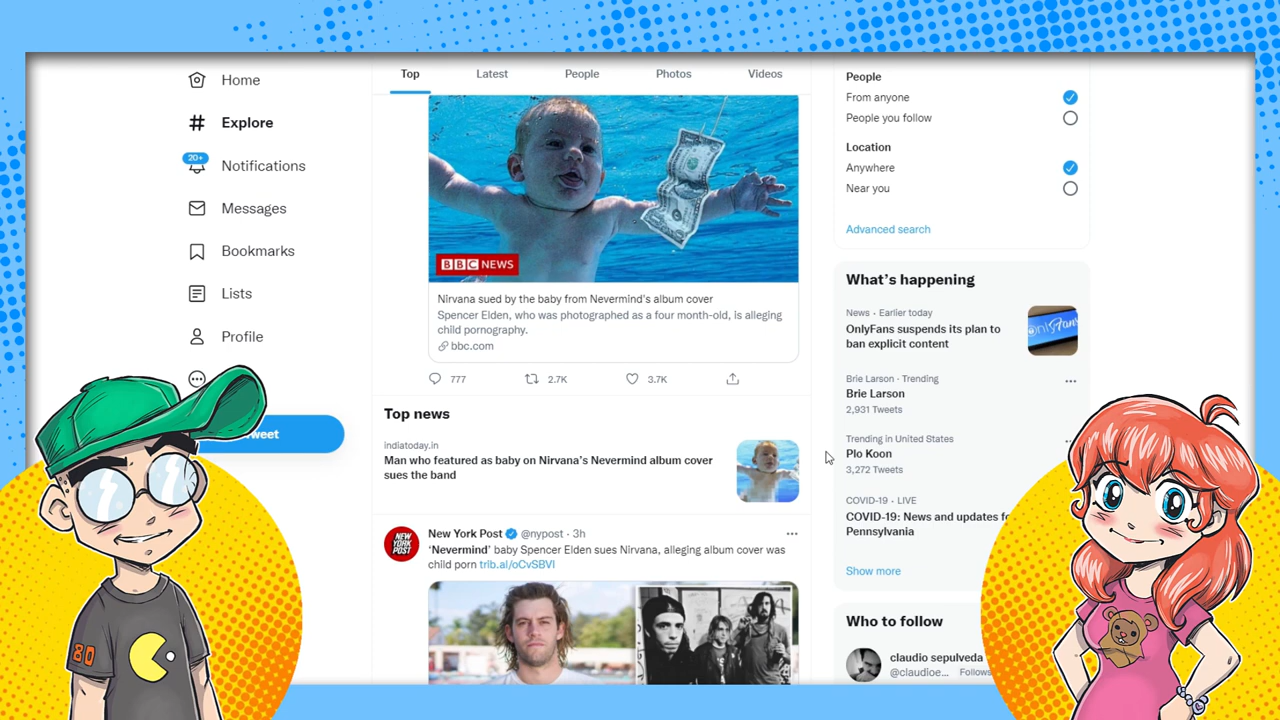 Home
Explore
20+
Notifications
Messages
Bookmarks
Lists
Profile
Tweet
Top Latest People Photos Videos
BBC NEWS
Nirvana sued by the baby from Nevermind's album cover
Spencer Elden, who was photographed as a four month-old, is alleging
child pornography.
bbc.com
777 2.7K 3.7K
Top news
indiatoday.in
Man who featured as baby on Nirvana's Nevermind album cover
sues the band
NEW YORK POST
New York Post @nypost · 3h
'Nevermind' baby Spencer Elden sues Nirvana, alleging album cover was
child porn trib.al/oCvSBVI
People
From anyone
People you follow
Location
Anywhere
Near you
Advanced search
What's happening
News · Earlier today
OnlyFans suspends its plan to
ban explicit content
OnlyFans
Brie Larson · Trending
Brie Larson
2,931 Tweets
Trending in United States
Plo Koon
3,272 Tweets
COVID-19 · LIVE
COVID-19: News and updates
Pennsylvania
Show more
Who to follow
claudio sepulveda
@claudioe... Follows
80